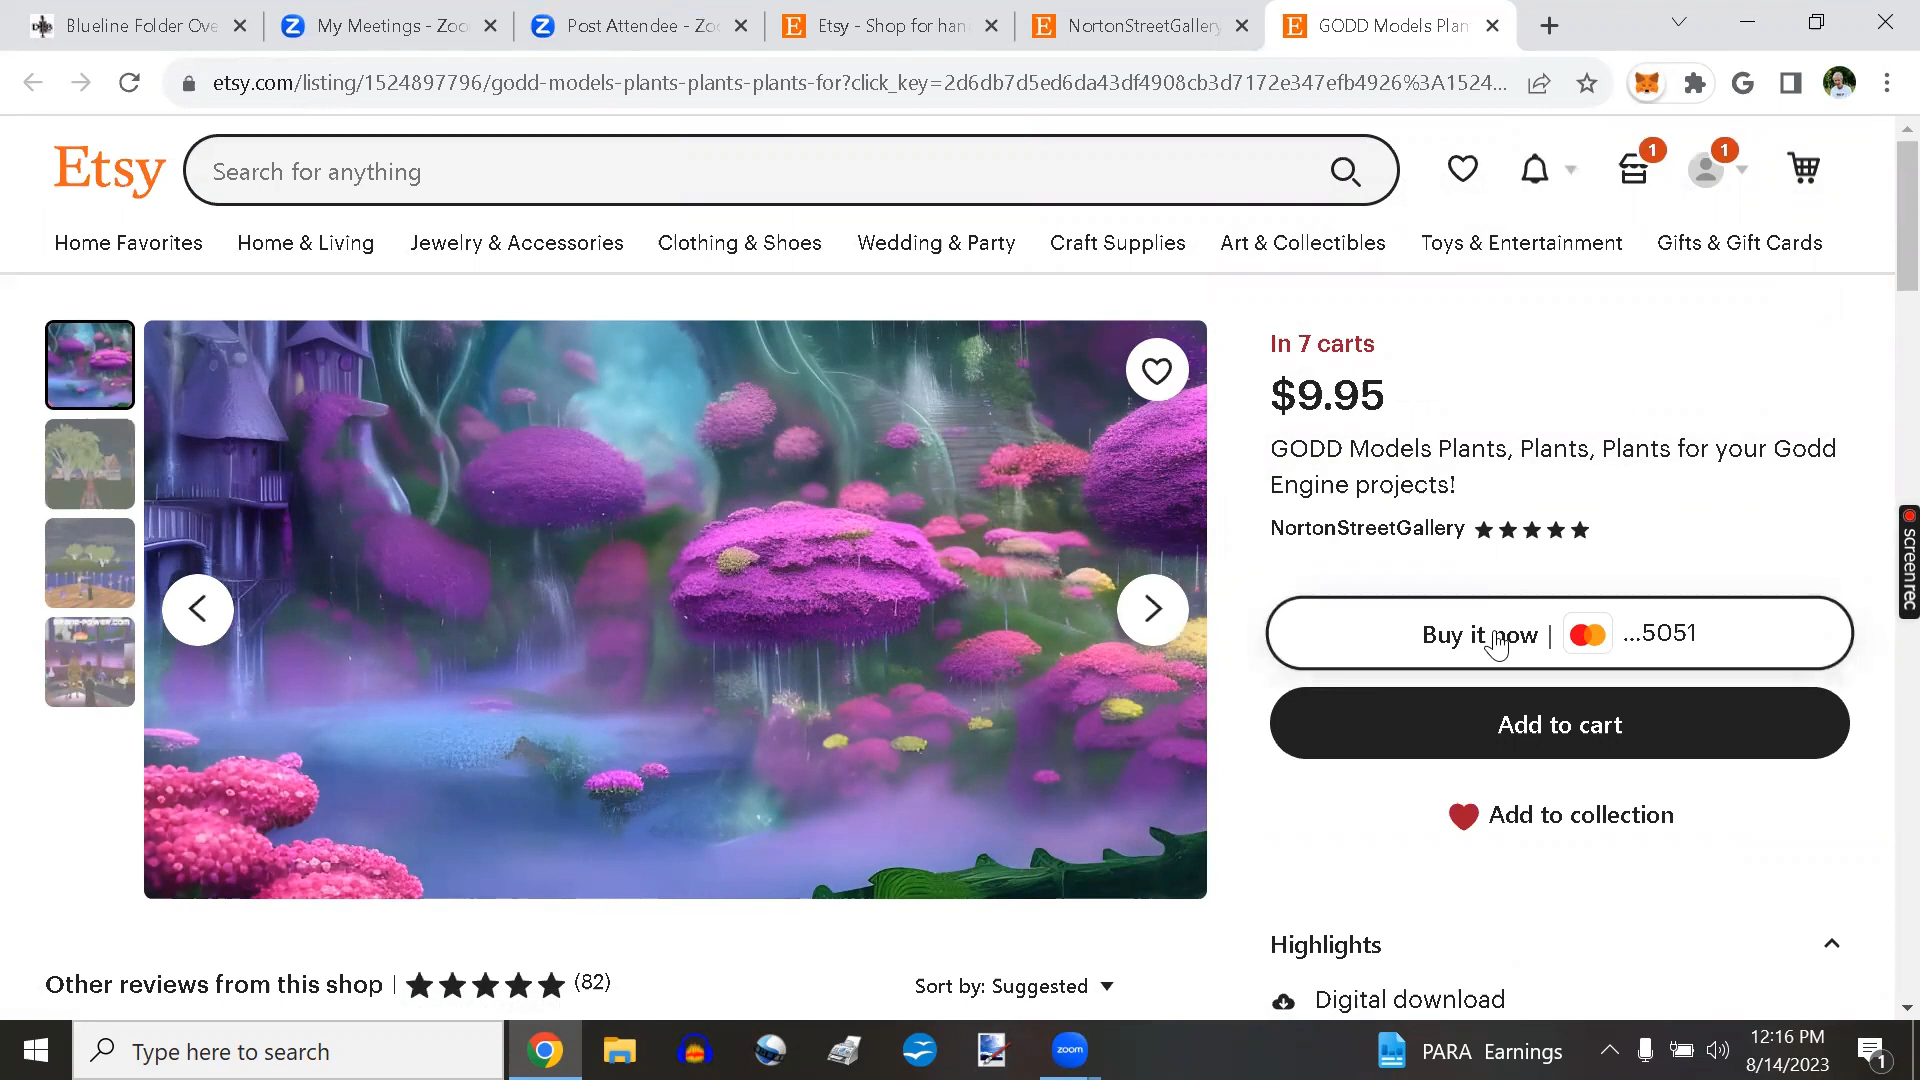 Blueline Folder Ove
My Meetings - Zoo
Post Attendee - Zo
Etsy - Shop for han
NortonStreetGallery
GODD Models Plan
etsy.com/listing/1524897796/godd-models-plants-plants-plants-for?click_key=2d6db7d5ed6da43df4908cb3d7172e347efb4926%3A1524...
Etsy
Search for anything
1
1
Home Favorites
Home & Living
Jewelry & Accessories
Clothing & Shoes
Wedding & Party
Craft Supplies
Art & Collectibles
Toys & Entertainment
Gifts & Gift Cards
In 7 carts
$9.95
GODD Models Plants, Plants, Plants for your Godd
Engine projects!
NortonStreetGallery
Buy it now | ...5051
Add to cart
Add to collection
Highlights
Digital download
Other reviews from this shop | (82)
Sort by: Suggested
screenrec
Type here to search
zoom
PARA Earnings
12:16 PM
8/14/2023
1